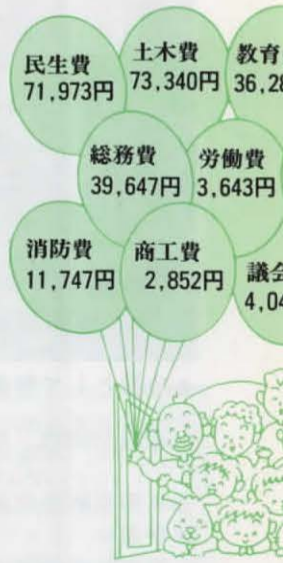 民生費
71,973円
土木費
73,340円
教育
36,28
総務費
39,647円
労働費
3,643円
消防費
11,747円
商工費
2,852円
議会
4,04